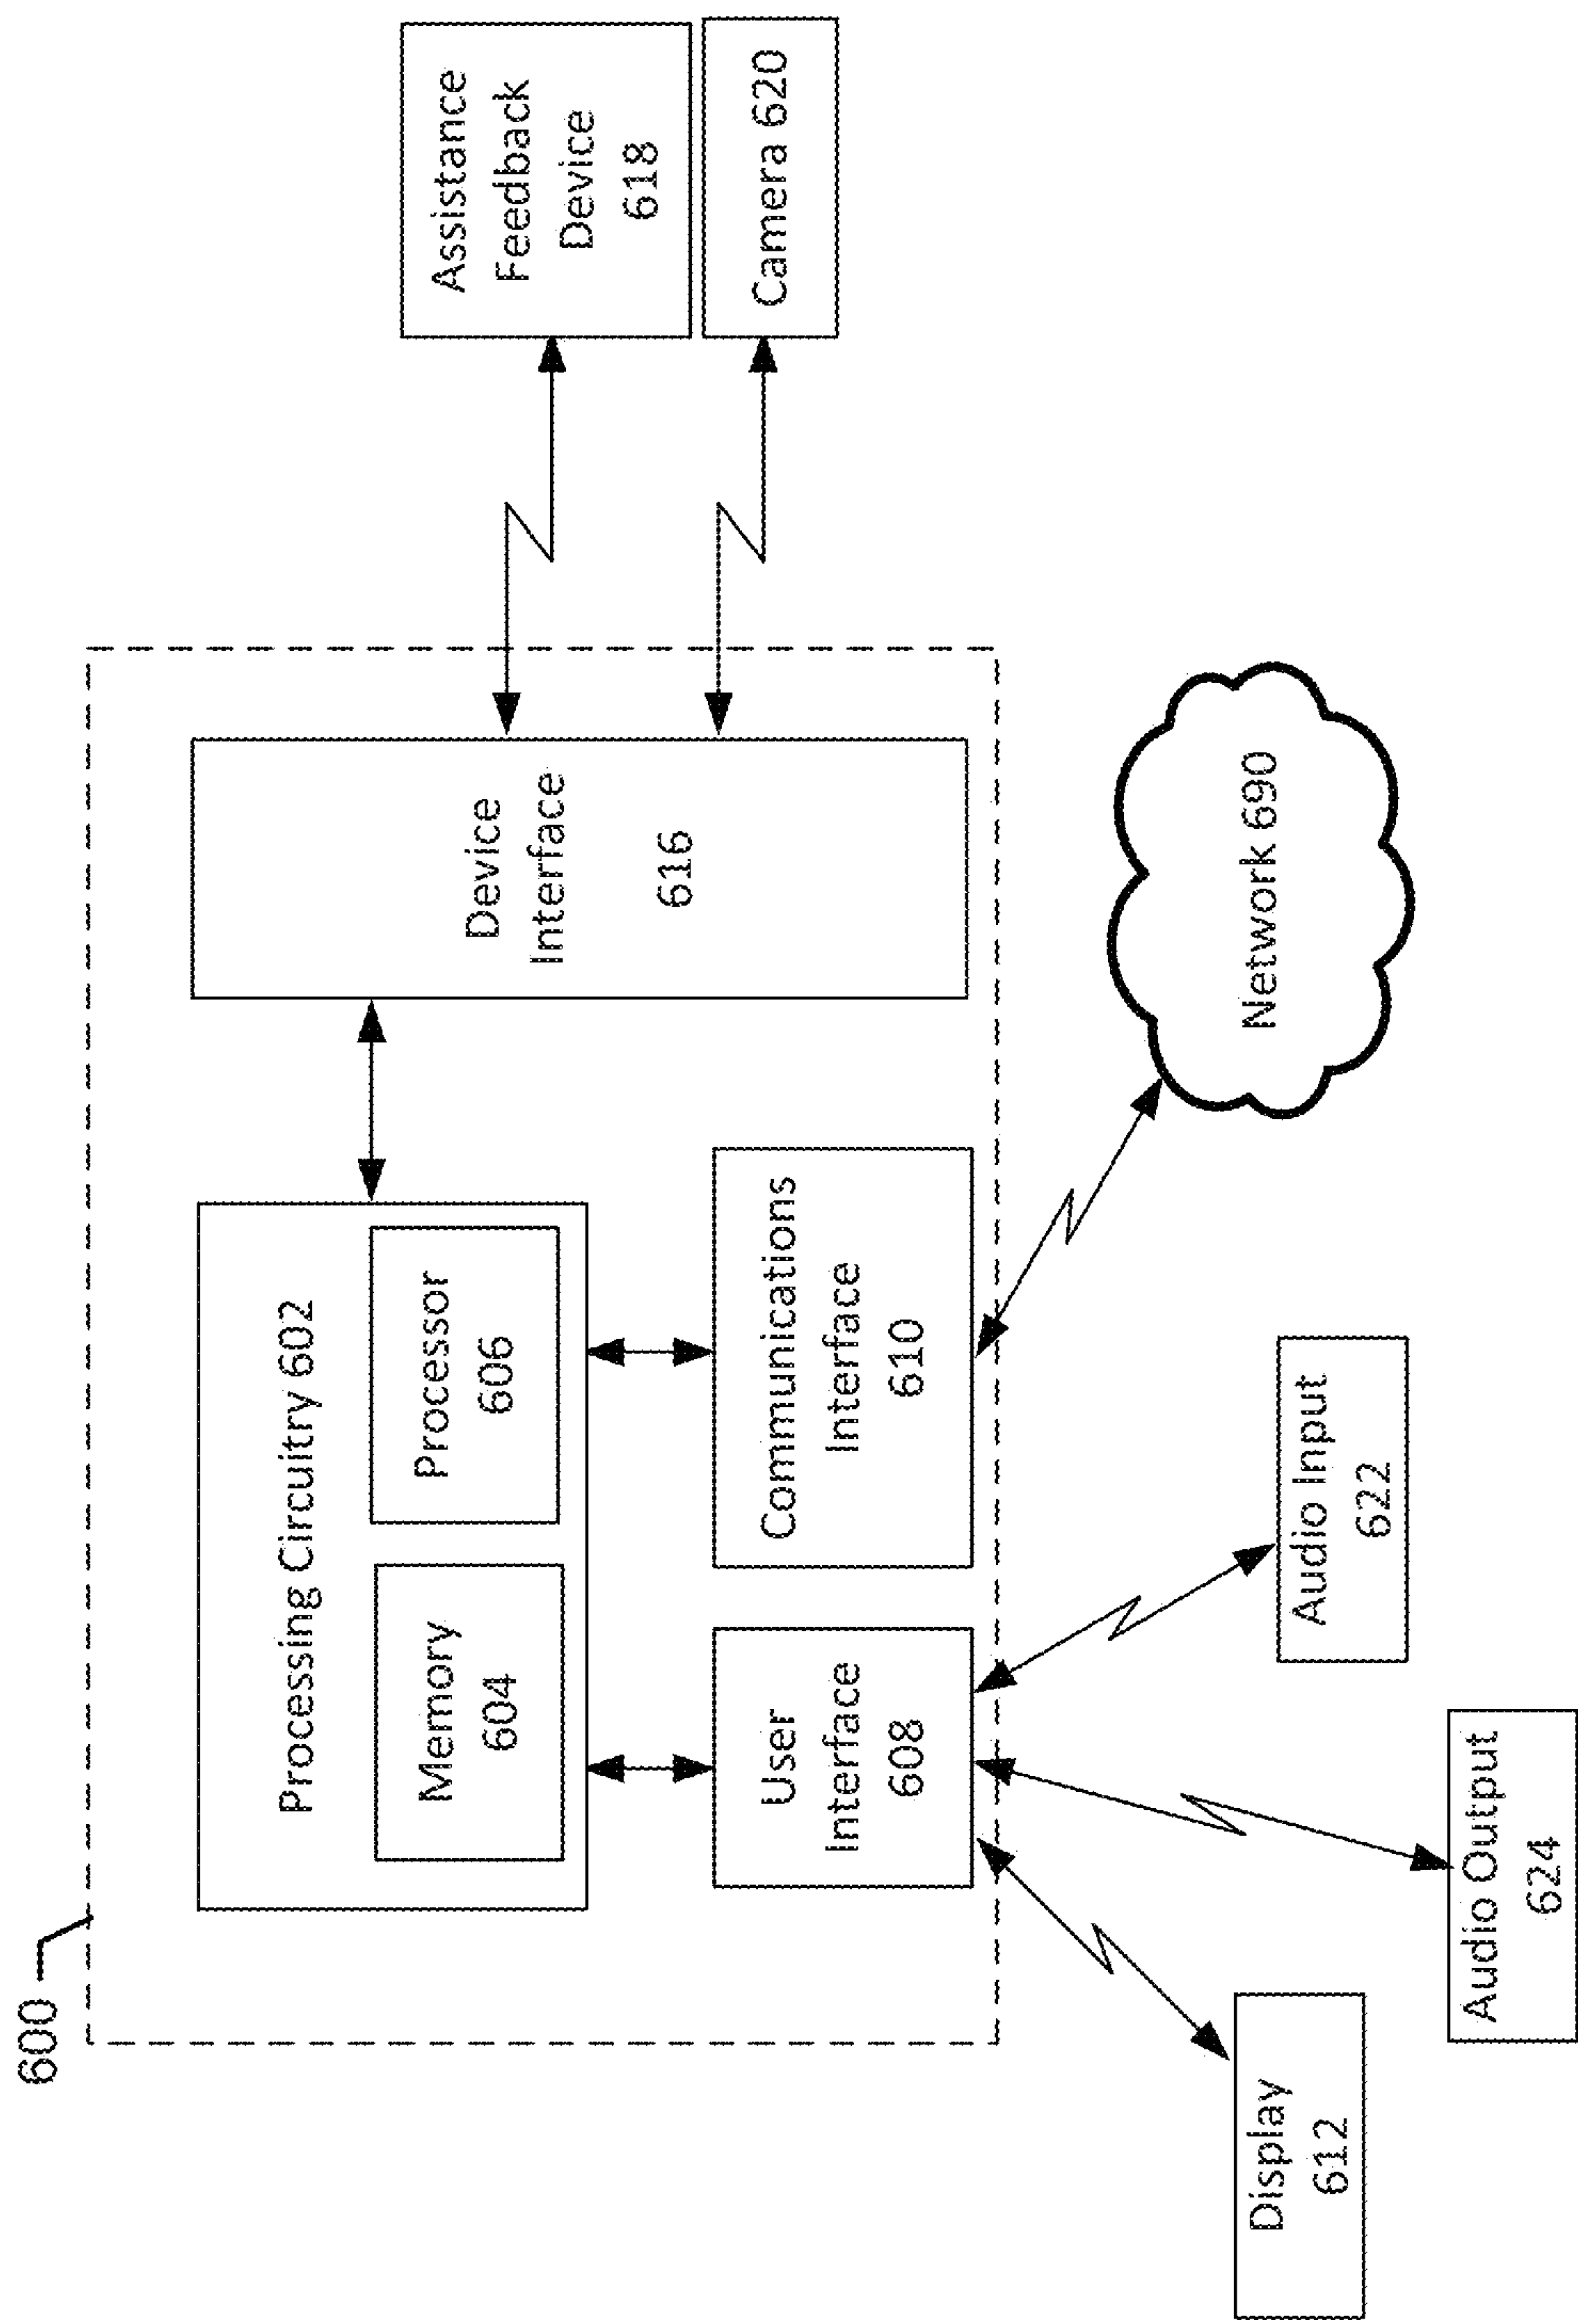 600
Processing Circuitry 602
Memory
604
Processor
606
Device
Interface
616
Assistance
Feedback
Device
618
Camera 620
User
Interface
608
Communications
Interface
610
Network 690
Display
612
Audio Output
624
Audio Input
622